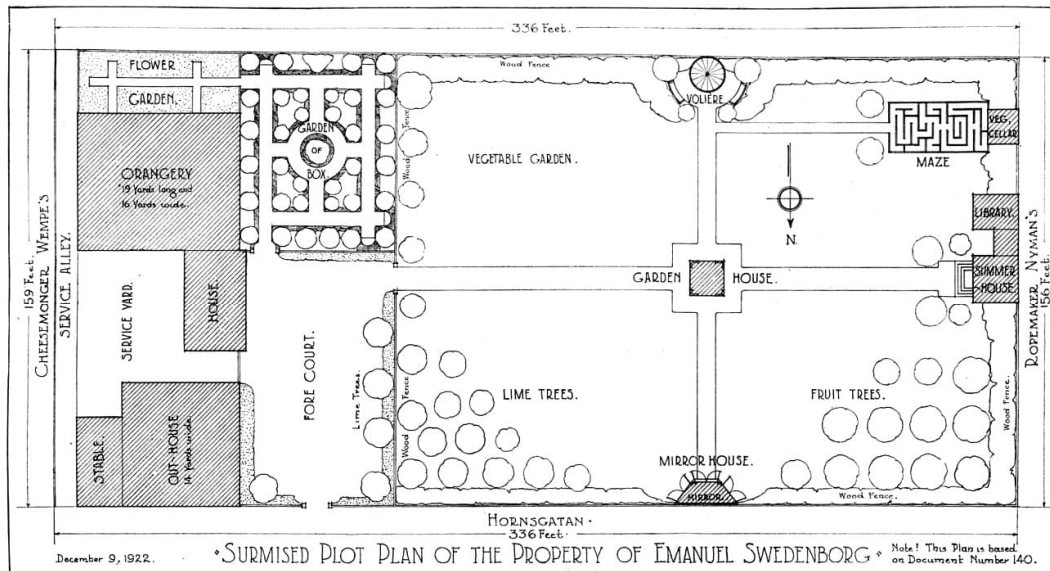 336 Feet.
159 Feet.
CHEESEMONGER WEMPE'S
SERVICE ALLEY.
FLOWER
GARDEN.
ORANGERY
"19 Yards long and
16 Yards wide.
GARDEN
OF
BOX.
Wood Fence
Wood Fence
VOLIÈRE.
VEGETABLE GARDEN.
MAZE
VEG.
CELLAR
LIBRARY.
N.
SUMMER
HOUSE.
GARDEN HOUSE.
SERVICE YARD.
HOUSE
FORE COURT.
Lime Trees.
STABLE.
OUT-HOUSE
14 Yards wide.
Wood Fence
LIME TREES.
FRUIT TREES.
Wood Fence.
MIRROR HOUSE.
MIRROR.
Wood Fence.
ROPEMAKER NYMAN'S
156 Feet.
HORNSGATAN.
336 Feet.
December 9, 1922.
SURMISED PLOT PLAN OF THE PROPERTY OF EMANUEL SWEDENBORG
Note! This Plan is based
on Document Number 140.